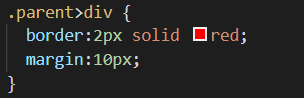 .parent>div {
  border:2px solid red;
  margin:10px;
}